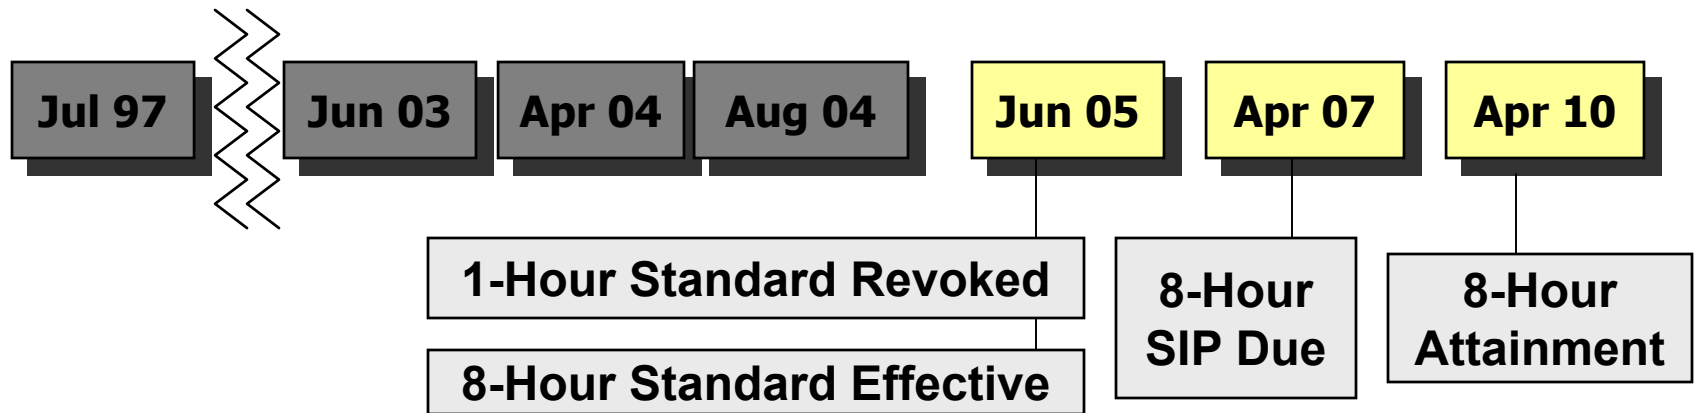 Jul 97
Jun 03
Apr 04
Aug 04
Jun 05
Apr 07
Apr 10
1-Hour Standard Revoked
8-Hour Standard Effective
8-Hour
SIP Due
8-Hour
Attainment